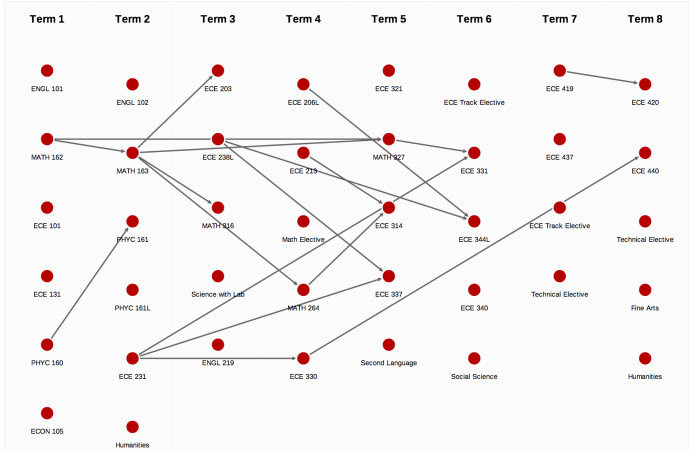 Term 1
Term 2
Term 3
Term 4
Term 5
Term 6
Term 7
Term 8
ENGL 101
ENGL 102
ECE 203
ECE 206L
ECE 321
ECE Track Elective
ECE 419
ECE 420
MATH 162
MATH 163
ECE 238L
ECE 213
MATH 327
ECE 331
ECE 437
ECE 440
ECE 101
PHYC 161
MATH 316
Math Elective
ECE 314
ECE 344L
ECE Track Elective
Technical Elective
ECE 131
PHYC 161L
Science with Lab
MATH 264
ECE 337
ECE 340
Technical Elective
Fine Arts
PHYC 160
ECE 231
ENGL 219
ECE 330
Second Language
Social Science
Humanities
ECON 105
Humanities